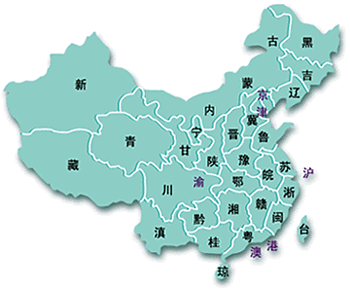 古 黑
蒙 吉
新 内 京 辽
津
宁 晋 冀 鲁
青 甘
藏 陕 豫 苏 沪
川 渝 鄂 皖 浙
滇 黔 湘 赣 闽
桂 粤 台
澳 港
琼